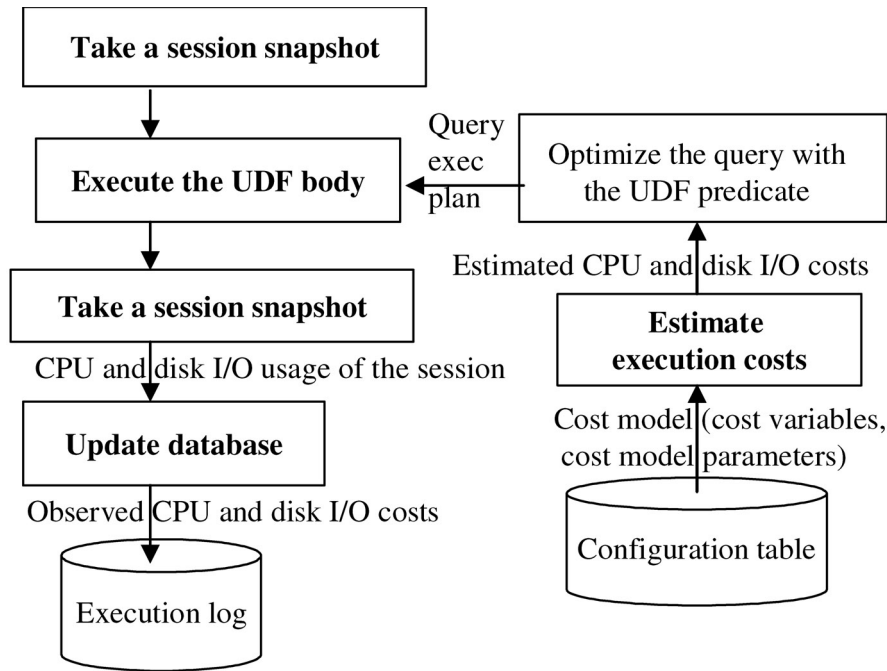 Take a session snapshot
Execute the UDF body
Query
exec
plan
Optimize the query with
the UDF predicate
Estimated CPU and disk I/O costs
Take a session snapshot
Estimate
execution costs
CPU and disk I/O usage of the session
Cost model (cost variables,
cost model parameters)
Update database
Observed CPU and disk I/O costs
Configuration table
Execution log